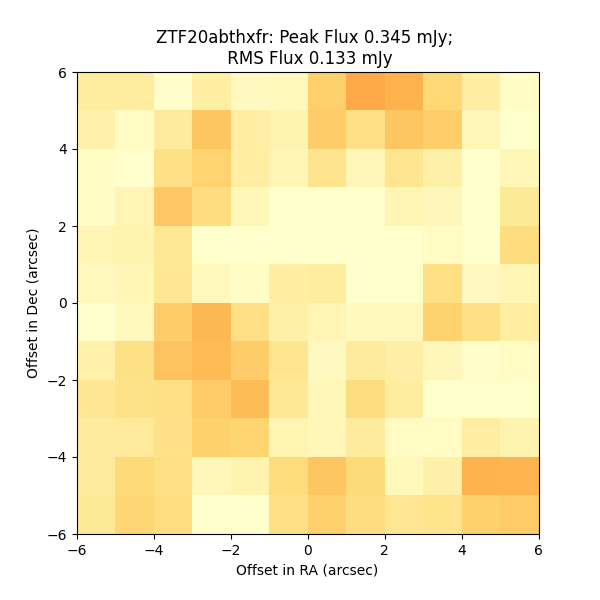 ZTF20abthxfr: Peak Flux 0.345 mJy;
RMS Flux 0.133 mJy
6
4
2
0
−2
−4
−6
Offset in Dec (arcsec)
−6 −4 −2 0 2 4 6
Offset in RA (arcsec)